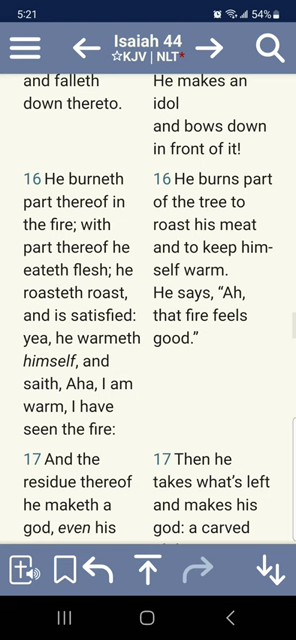 5:21
54%
Isaiah 44
☆KJV | NLT*
and falleth
down thereto.
16 He burneth
part thereof in
the fire; with
part thereof he
eateth flesh; he
roasteth roast,
and is satisfied:
yea, he warmeth
himself, and
saith, Aha, I am
warm, I have
seen the fire:
17 And the
residue thereof
he maketh a
god, even his
He makes an
idol
and bows down
in front of it!
16 He burns part
of the tree to
roast his meat
and to keep him-
self warm.
He says, “Ah,
that fire feels
good.”
17 Then he
takes what’s left
and makes his
god: a carved